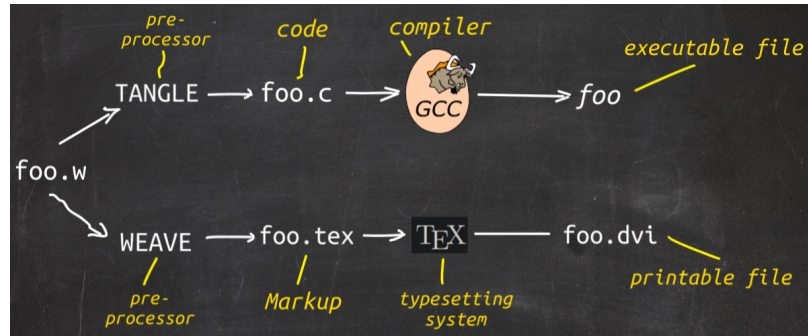 pre-
processor
code
compiler
executable file
TANGLE
foo.c
GCC
foo
foo.w
WEAVE
foo.tex
TEX
foo.dvi
pre-
processor
Markup
typesetting
system
printable file